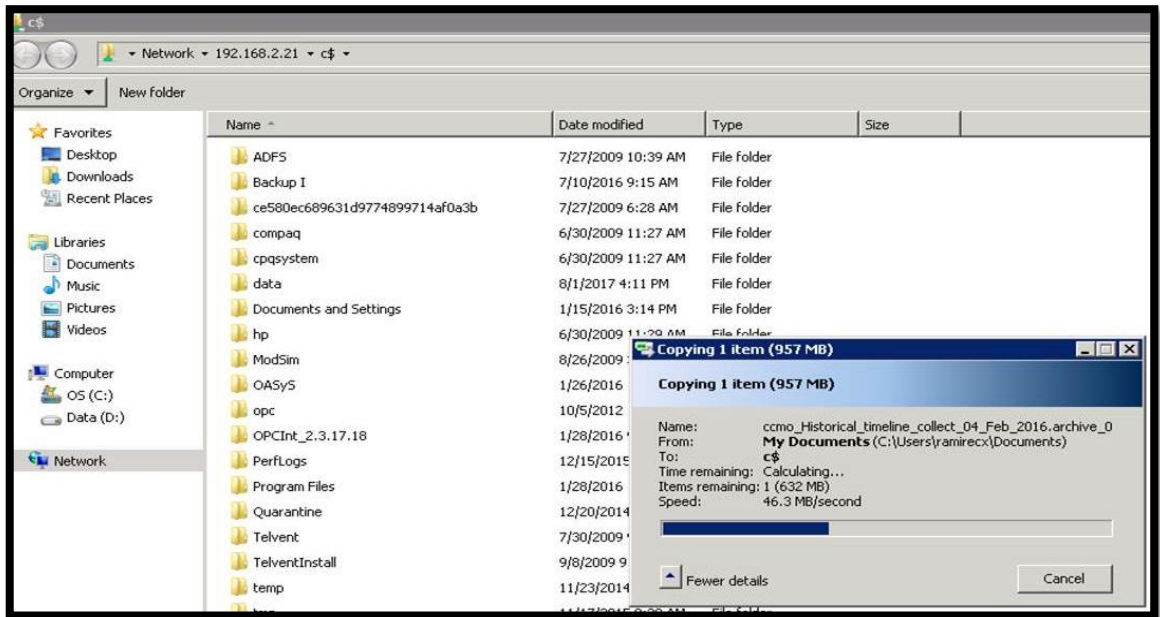 c$
Network 192.168.2.21 c$
Organize New folder
Favorites
Desktop
Downloads
Recent Places
Libraries
Documents
Music
Pictures
Videos
Computer
OS (C:)
Data (D:)
Network
Name Date modified Type Size
ADFS 7/27/2009 10:39 AM File folder
Backup I 7/10/2016 9:15 AM File folder
ce580ec689631d9774899714af0a3b 7/27/2009 6:28 AM File folder
compaq 6/30/2009 11:27 AM File folder
cpqsystem 6/30/2009 11:27 AM File folder
data 8/1/2017 4:11 PM File folder
Documents and Settings 1/15/2016 3:14 PM File folder
hp 6/30/2009 11:29 AM File folder
ModSim 8/26/2009
OASyS 1/26/2016
opc 10/5/2012
OPCInt_2.3.17.18 1/28/2016
PerfLogs 12/15/2015
Program Files 1/28/2016
Quarantine 12/20/2014
Telvent 7/30/2009
TelventInstall 9/8/2009 9
temp 11/23/2014
Copying 1 item (957 MB)
Copying 1 item (957 MB)
Name: ccmo_Historical_timeline_collect_04_Feb_2016.archive_0
From: My Documents (C:\Users\ramirecx\Documents)
To: c$
Time remaining: Calculating...
Items remaining: 1 (632 MB)
Speed: 46.3 MB/second
Fewer details
Cancel